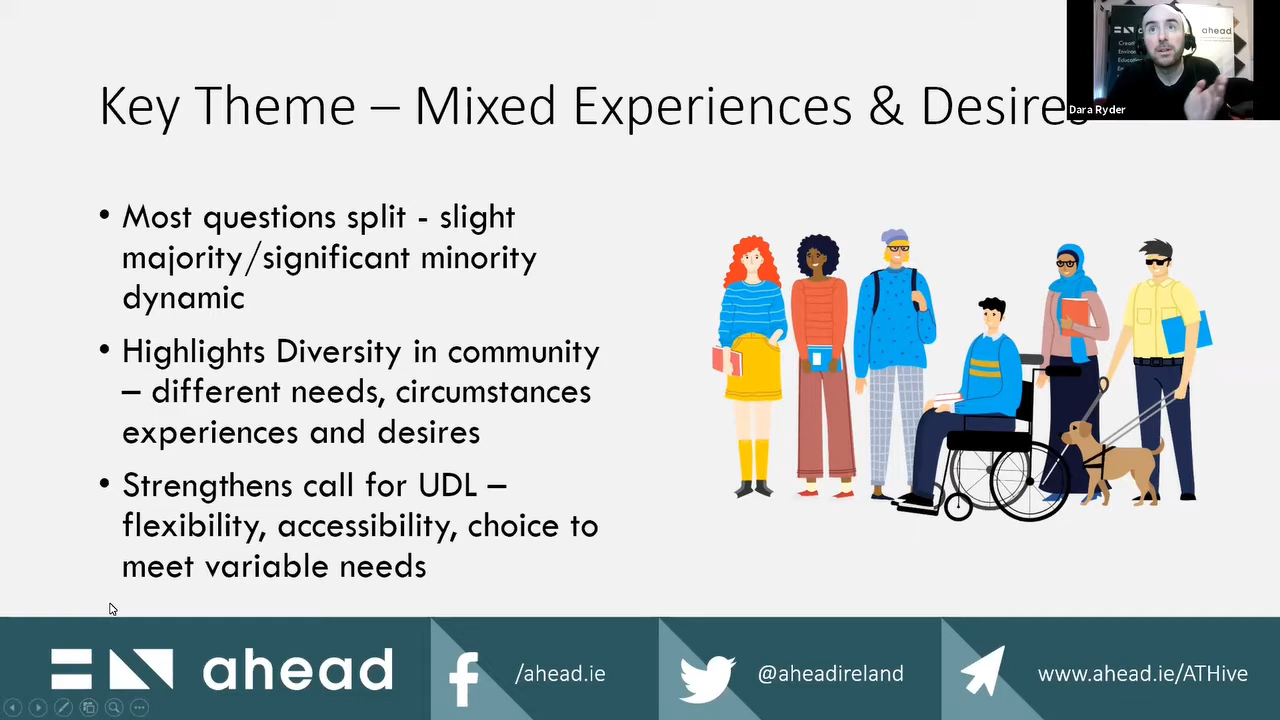 Key Theme – Mixed Experiences & Desires
ahead
Dara Ryder
• Most questions split - slight
majority/significant minority
dynamic
• Highlights Diversity in community
– different needs, circumstances
experiences and desires
• Strengthens call for UDL –
flexibility, accessibility, choice to
meet variable needs
ahead
/ahead.ie
@aheadireland
www.ahead.ie/ATHive